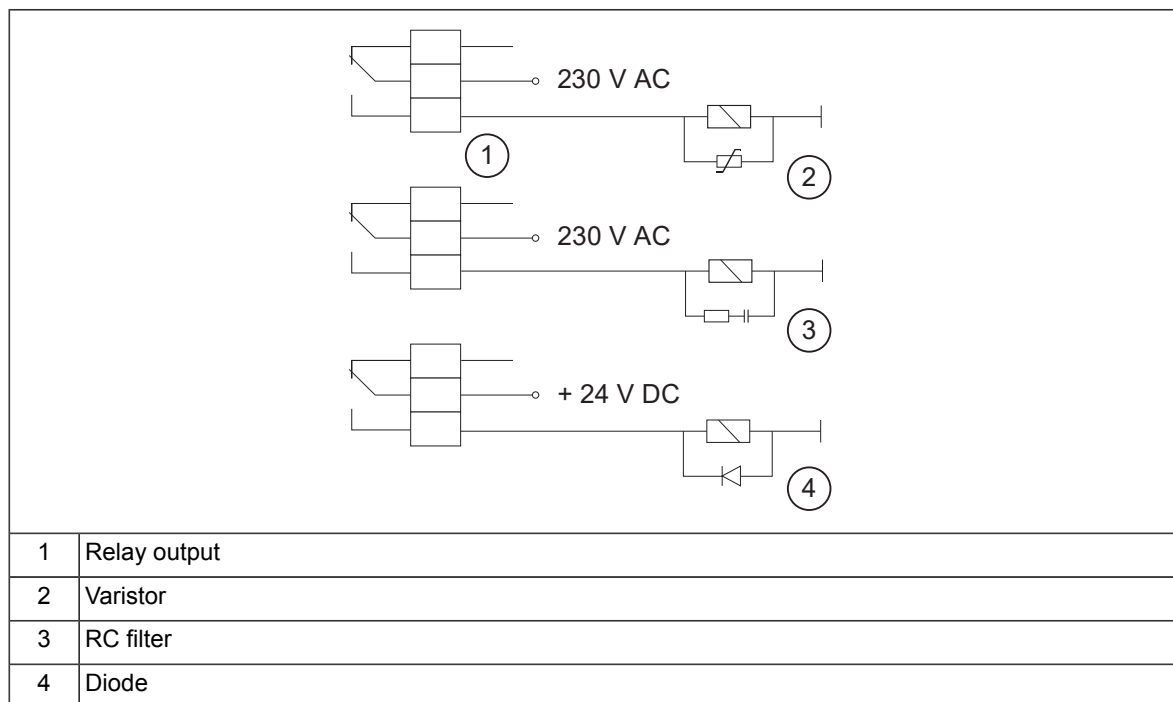 230 V AC
1
2
230 V AC
3
+ 24 V DC
4
1 Relay output
2 Varistor
3 RC filter
4 Diode